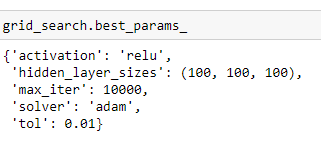 grid_search.best_params_
{'activation': 'relu',
 'hidden_layer_sizes': (100, 100, 100),
 'max_iter': 10000,
 'solver': 'adam',
 'tol': 0.01}